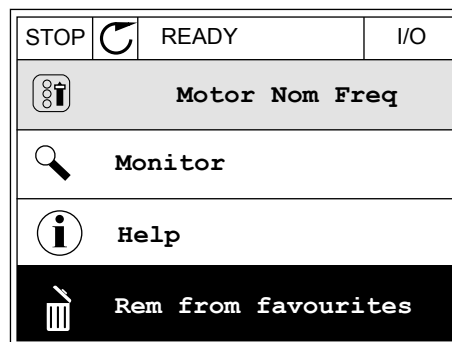 STOP READY I/O
Motor Nom Freq
Monitor
Help
Rem from favourites